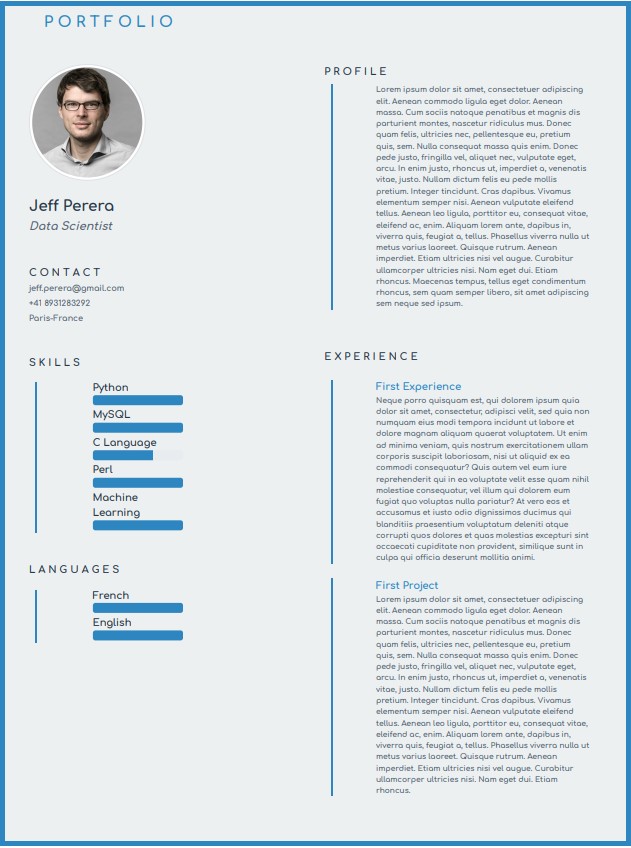 PORTFOLIO
Jeff Perera
Data Scientist
CONTACT
jeff.perera@gmail.com
+41 8931283292
Paris-France
SKILLS
Python
MySQL
C Language
Perl
Machine
Learning
LANGUAGES
French
English
PROFILE
Lorem ipsum dolor sit amet, consectetuer adipiscing
elit. Aenean commodo ligula eget dolor. Aenean
massa. Cum sociis natoque penatibus et magnis dis
parturient montes, nascetur ridiculus mus. Donec
quam felis, ultricies nec, pellentesque eu, pretium
quis, sem. Nulla consequat massa quis enim. Donec
pede justo, fringilla vel, aliquet nec, vulputate eget,
arcu. In enim justo, rhoncus ut, imperdiet a, venenatis
vitae, justo. Nullam dictum felis eu pede mollis
pretium. Integer tincidunt. Cras dapibus. Vivamus
elementum semper nisi. Aenean vulputate eleifend
tellus. Aenean leo ligula, porttitor eu, consequat vitae,
eleifend ac, enim. Aliquam lorem ante, dapibus in,
viverra quis, feugiat a, tellus. Phasellus viverra nulla ut
metus varius laoreet. Quisque rutrum. Aenean
imperdiet. Etiam ultricies nisi vel augue. Curabitur
ullamcorper ultricies nisi. Nam eget dui. Etiam
rhoncus. Maecenas tempus, tellus eget condimentum
rhoncus, sem quam semper libero, sit amet adipiscing
sem neque sed ipsum.
EXPERIENCE
First Experience
Neque porro quisquam est, qui dolorem ipsum quia
dolor sit amet, consectetur, adipisci velit, sed quia non
numquam eius modi tempora incidunt ut labore et
dolore magnam aliquam quaerat voluptatem. Ut enim
ad minima veniam, quis nostrum exercitationem ullam
corporis suscipit laboriosam, nisi ut aliquid ex ea
commodi consequatur? Quis autem vel eum iure
reprehenderit qui in ea voluptate velit esse quam nihil
molestiae consequatur, vel illum qui dolorem eum
fugiat quo voluptas nulla pariatur? At vero eos et
accusamus et iusto odio dignissimos ducimus qui
blanditiis praesentium voluptatum deleniti atque
corrupti quos dolores et quas molestias excepturi sint
occaecati cupiditate non provident, similique sunt in
culpa qui officia deserunt mollitia animi.
First Project
Lorem ipsum dolor sit amet, consectetuer adipiscing
elit. Aenean commodo ligula eget dolor. Aenean
massa. Cum sociis natoque penatibus et magnis dis
parturient montes, nascetur ridiculus mus. Donec
quam felis, ultricies nec, pellentesque eu, pretium
quis, sem. Nulla consequat massa quis enim. Donec
pede justo, fringilla vel, aliquet nec, vulputate eget,
arcu. In enim justo, rhoncus ut, imperdiet a, venenatis
vitae, justo. Nullam dictum felis eu pede mollis
pretium. Integer tincidunt. Cras dapibus. Vivamus
elementum semper nisi. Aenean vulputate eleifend
tellus. Aenean leo ligula, porttitor eu, consequat vitae,
eleifend ac, enim. Aliquam lorem ante, dapibus in,
viverra quis, feugiat a, tellus. Phasellus viverra nulla ut
metus varius laoreet. Quisque rutrum. Aenean
imperdiet. Etiam ultricies nisi vel augue. Curabitur
ullamcorper ultricies nisi. Nam eget dui. Etiam
rhoncus.